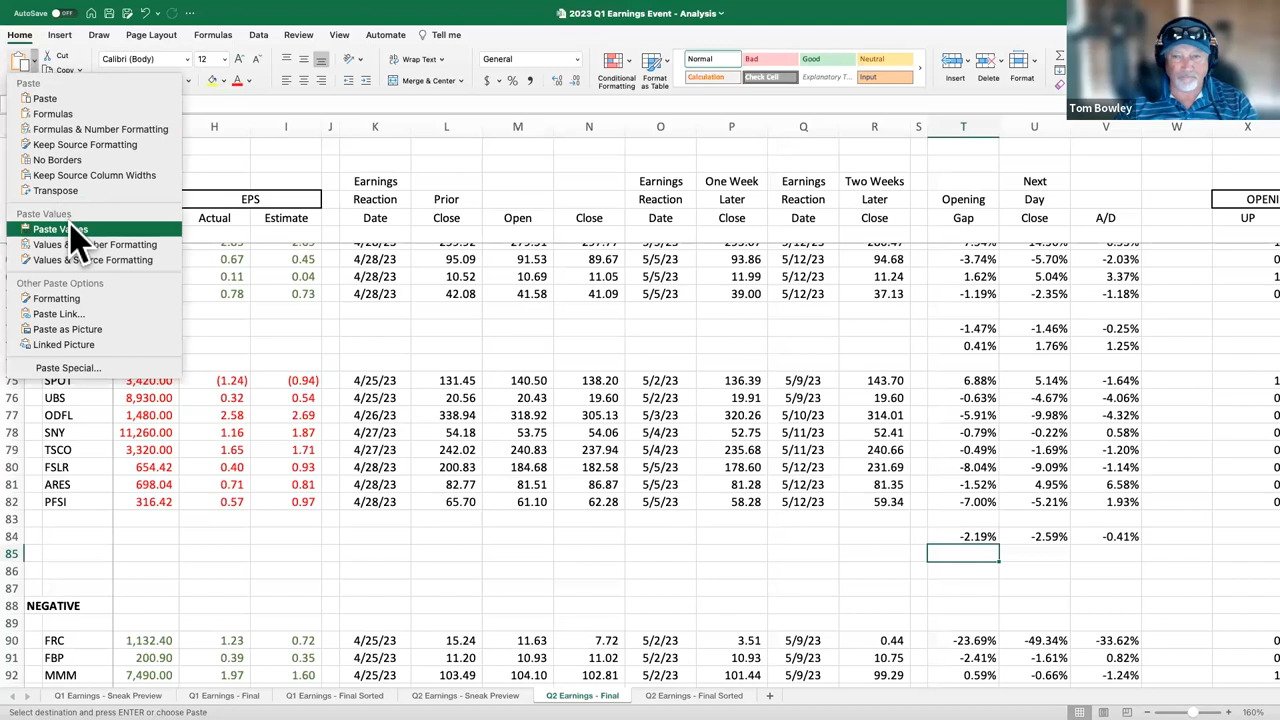 AutoSave OFF
2023 Q1 Earnings Event - Analysis
Home Insert Draw Page Layout Formulas Data Review View Automate Tell me
Cut
Copy
Calibri (Body) 12
Wrap Text
Merge & Center
General
Conditional Formatting
Format as Table
Normal Bad Good Neutral
Calculation Check Cell Explanatory T... Input
Insert Delete Format
Tom Bowley
Paste
Paste
Formulas
Formulas & Number Formatting
Keep Source Formatting
No Borders
Keep Source Column Widths
Transpose
Paste Values
Values & Source Formatting
Other Paste Options
Formatting
Paste Link...
Paste as Picture
Linked Picture
Paste Special...
H I J K L M N O P Q R S T U V W X
Earnings Earnings One Week Earnings Two Weeks Next
EPS Reaction Prior Reaction Later Reaction Later Opening Day OPENI
Actual Estimate Date Close Open Close Date Close Date Close Gap Close A/D UP
0.67 0.45 4/28/23 95.09 91.53 89.67 5/5/23 96.31 5/12/23 94.68 -3.74% -5.70% -2.03%
0.11 0.04 4/28/23 10.52 10.69 11.05 5/5/23 11.99 5/12/23 11.24 1.62% 5.04% 3.37%
0.78 0.73 4/28/23 42.08 41.58 41.09 5/5/23 39.00 5/12/23 37.13 -1.19% -2.35% -1.18%
-1.47% -1.46% -0.25%
0.41% 1.76% 1.25%
75 SPOT 3,420.00 (1.24) (0.94) 4/25/23 131.45 140.50 138.20 5/2/23 136.39 5/9/23 143.70 6.88% 5.14% -1.64%
76 UBS 8,930.00 0.32 0.54 4/25/23 20.56 20.43 19.60 5/2/23 19.91 5/9/23 19.60 -0.63% -4.67% -4.06%
77 ODFL 1,480.00 2.58 2.69 4/26/23 338.94 318.92 305.13 5/3/23 320.26 5/10/23 314.01 -5.91% -9.98% -4.32%
78 SNY 11,260.00 1.16 1.87 4/27/23 54.18 53.75 54.06 5/4/23 52.75 5/11/23 52.41 -0.79% -0.22% 0.58%
79 TSCO 3,320.00 1.65 1.71 4/27/23 242.02 240.83 237.94 5/4/23 235.68 5/11/23 240.66 -0.49% -1.69% -1.20%
80 FSLR 654.42 0.40 0.93 4/28/23 200.83 184.68 182.58 5/5/23 178.60 5/12/23 231.69 -8.04% -9.09% -1.14%
81 ARES 698.04 0.71 0.81 4/28/23 82.77 81.51 86.87 5/5/23 81.28 5/12/23 81.35 -1.52% 4.95% 6.58%
82 PFSI 316.42 0.57 0.97 4/28/23 65.70 61.10 62.28 5/5/23 58.28 5/12/23 59.34 -7.00% -5.21% 1.93%
83
84 -2.19% -2.59% -0.41%
85
86
87
88 NEGATIVE
89
90 FRC 1,132.40 1.23 0.72 4/25/23 15.24 11.63 7.72 5/2/23 3.51 5/9/23 0.44 -23.69% -49.34% -33.62%
91 FBP 200.90 0.39 0.35 4/25/23 11.20 10.93 11.02 5/2/23 10.93 5/9/23 10.75 -2.41% -1.61% 0.82%
92 MMM 7,490.00 1.97 1.60 4/25/23 103.49 104.10 102.81 5/2/23 101.44 5/9/23 99.29 0.59% -0.66% -1.24%
Q1 Earnings - Sneak Preview Q1 Earnings - Final Q1 Earnings - Final Sorted Q2 Earnings - Sneak Preview Q2 Earnings - Final Q2 Earnings - Final Sorted +
Select destination and press ENTER or choose Paste
160%